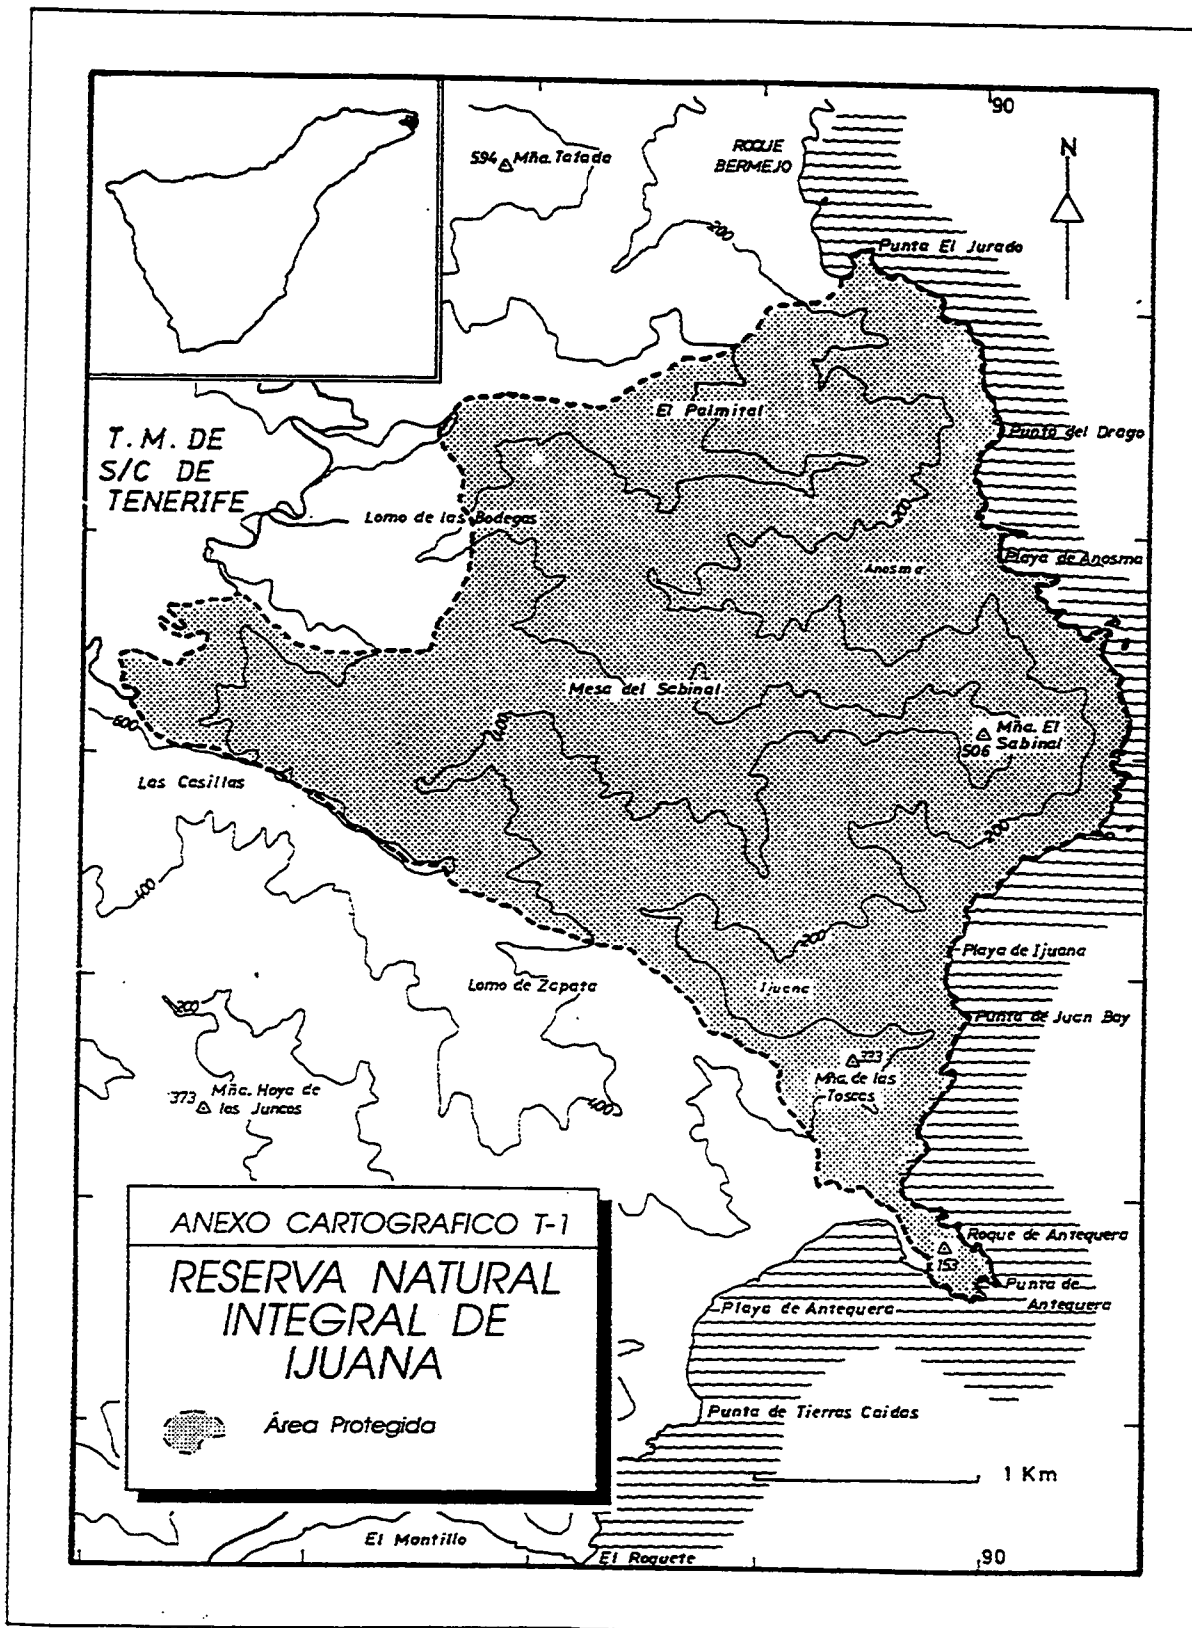 90
N
594 Mña. Tafada
ROQUE
BERMEJO
200
Punta El Jurado
El Palmital
Punta del Drago
T.M. DE
S/C DE
TENERIFE
Lomo de las Bodegas
200
Playa de Anosma
Anosma
Mesa del Sabinal
600
400
Mña. El
Sabinal
506
Las Casillas
200
400
200
Playa de Ijuana
Lomo de Zapata
Ijuana
200
Punta de Juan Bay
333
Mña. de las
Toscas
373 Mña. Hoya de
los Juncos
400
ANEXO CARTOGRAFICO T-1
RESERVA NATURAL
INTEGRAL DE
IJUANA
Área Protegida
Roque de Antequera
153
Punta de
Antequera
Playa de Antequera
Punta de Tierras Caidas
1 Km
El Montillo
El Roquete
90